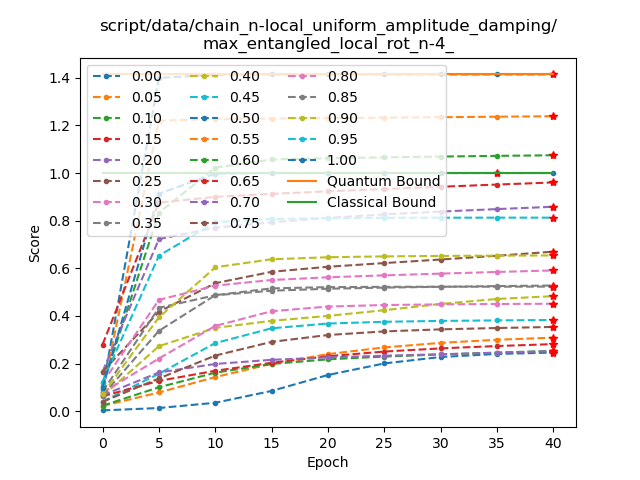 script/data/chain_n-local_uniform_amplitude_damping/
max_entangled_local_rot_n-4_
1.4
1.2
1.0
0.8
0.6
0.4
0.2
0.0
Score
0.00 0.40 0.80
0.05 0.45 0.85
0.10 0.50 0.90
0.15 0.55 0.95
0.20 0.60 1.00
0.25 0.65 Quantum Bound
0.30 0.70 Classical Bound
0.35 0.75
0 5 10 15 20 25 30 35 40
Epoch